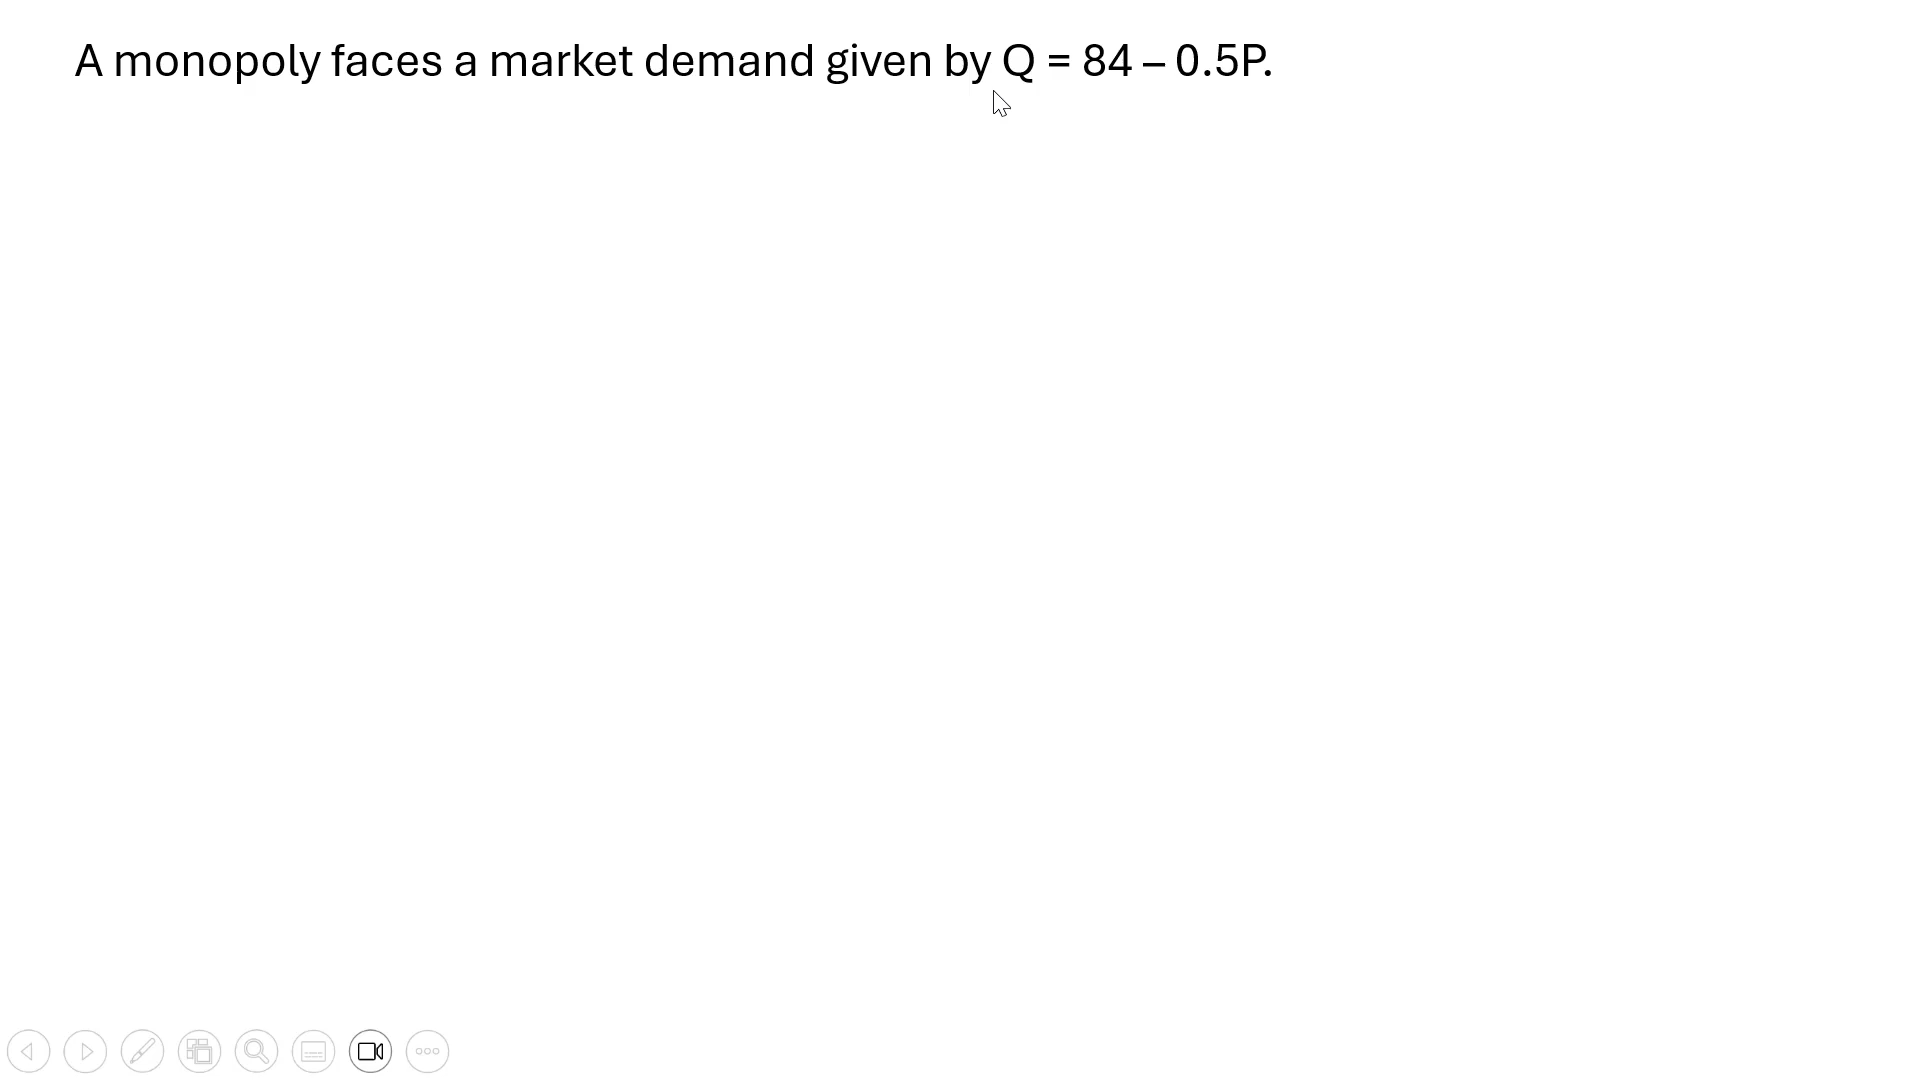 A monopoly faces a market demand given by Q = 84 – 0.5P.